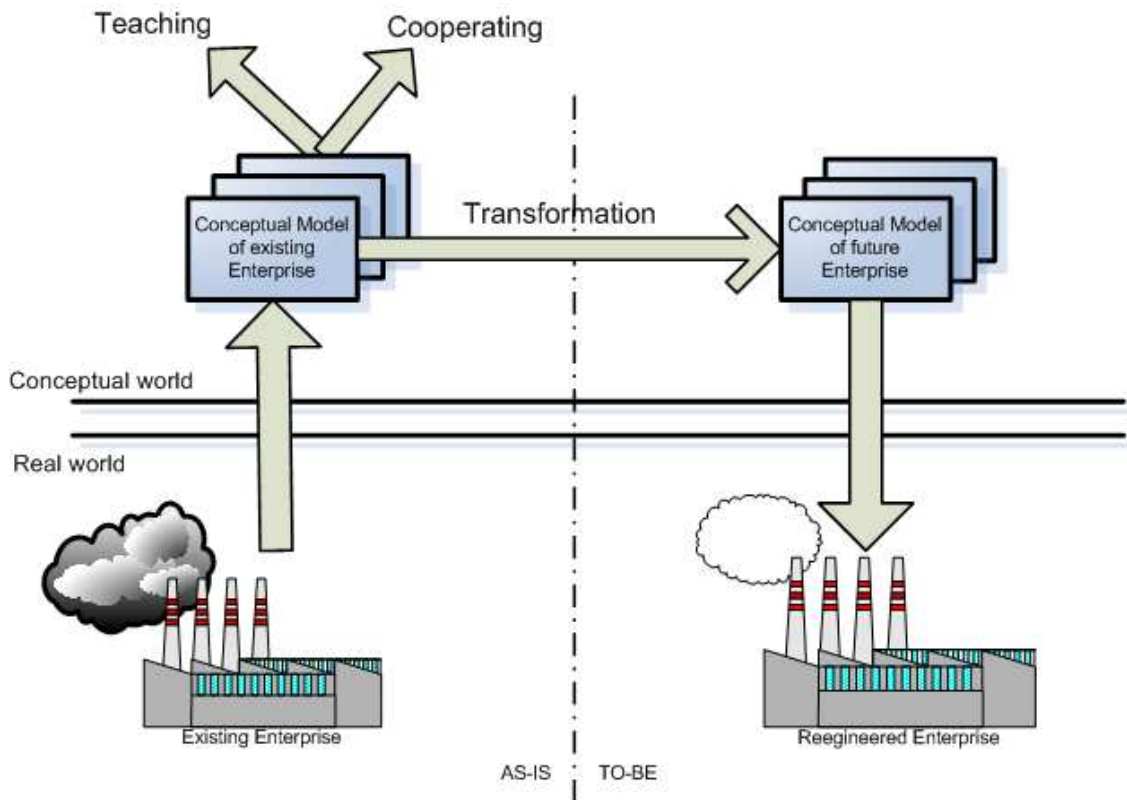 Teaching
Cooperating
Conceptual Model
of existing
Enterprise
Transformation
Conceptual Model
of future
Enterprise
Conceptual world
Real world
Existing Enterprise
Reegineered Enterprise
AS-IS
TO-BE